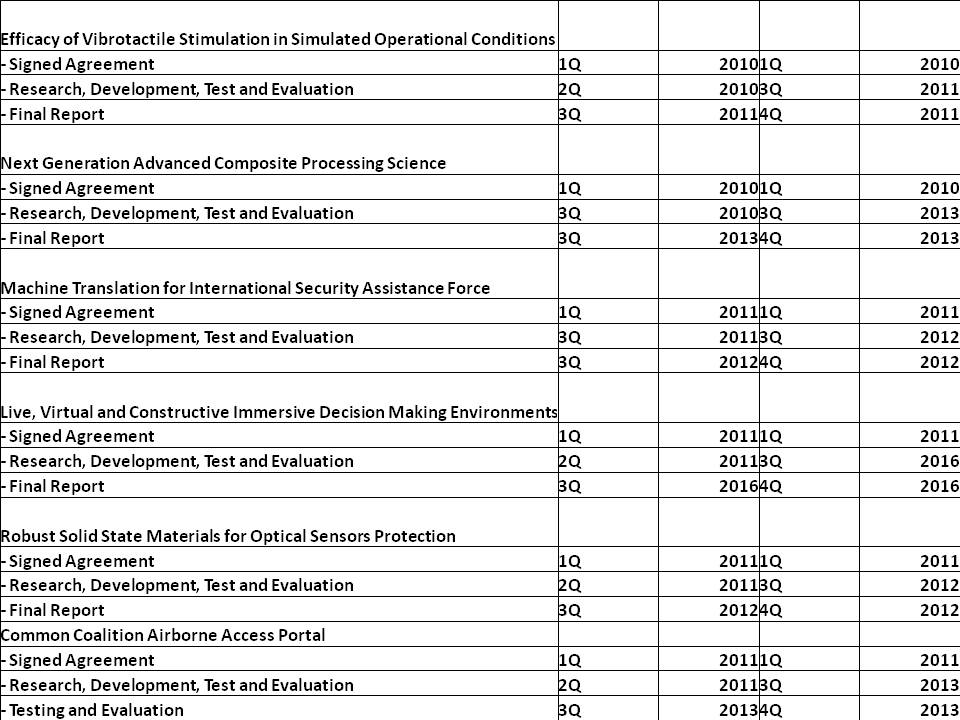 Efficacy of Vibrotactile Stimulation in Simulated Operational Conditions
- Signed Agreement 1Q 2010 1Q 2010
- Research, Development, Test and Evaluation 2Q 2010 3Q 2011
- Final Report 3Q 2011 4Q 2011
Next Generation Advanced Composite Processing Science
- Signed Agreement 1Q 2010 1Q 2010
- Research, Development, Test and Evaluation 3Q 2010 3Q 2013
- Final Report 3Q 2013 4Q 2013
Machine Translation for International Security Assistance Force
- Signed Agreement 1Q 2011 1Q 2011
- Research, Development, Test and Evaluation 3Q 2011 3Q 2012
- Final Report 3Q 2012 4Q 2012
Live, Virtual and Constructive Immersive Decision Making Environments
- Signed Agreement 1Q 2011 1Q 2011
- Research, Development, Test and Evaluation 2Q 2011 3Q 2016
- Final Report 3Q 2016 4Q 2016
Robust Solid State Materials for Optical Sensors Protection
- Signed Agreement 1Q 2011 1Q 2011
- Research, Development, Test and Evaluation 2Q 2011 3Q 2012
- Final Report 3Q 2012 4Q 2012
Common Coalition Airborne Access Portal
- Signed Agreement 1Q 2011 1Q 2011
- Research, Development, Test and Evaluation 2Q 2011 3Q 2013
- Testing and Evaluation 3Q 2013 4Q 2013